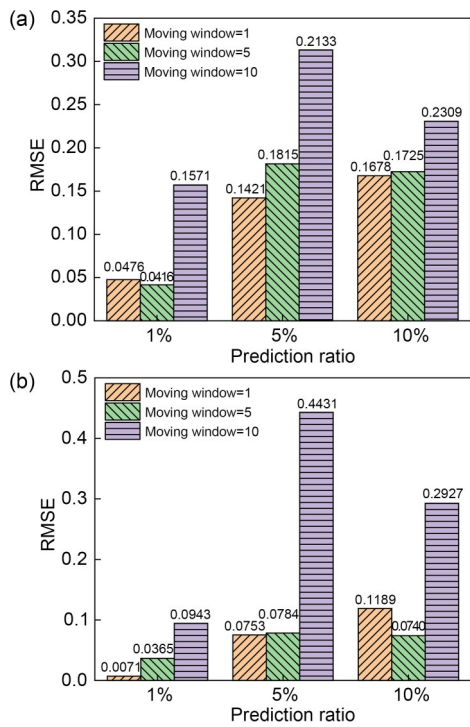 (a)
0.35
0.30
0.25
0.20
0.15
0.10
0.05
0.00
RMSE
Moving window=1
Moving window=5
Moving window=10
0.0476
0.0416
0.1571
0.1421
0.1815
0.2133
0.1678
0.1725
0.2309
1% 5% 10%
Prediction ratio
(b)
0.5
0.4
0.3
0.2
0.1
0.0
RMSE
Moving window=1
Moving window=5
Moving window=10
0.0071
0.0365
0.0943
0.0753
0.0784
0.4431
0.1189
0.0740
0.2927
1% 5% 10%
Prediction ratio